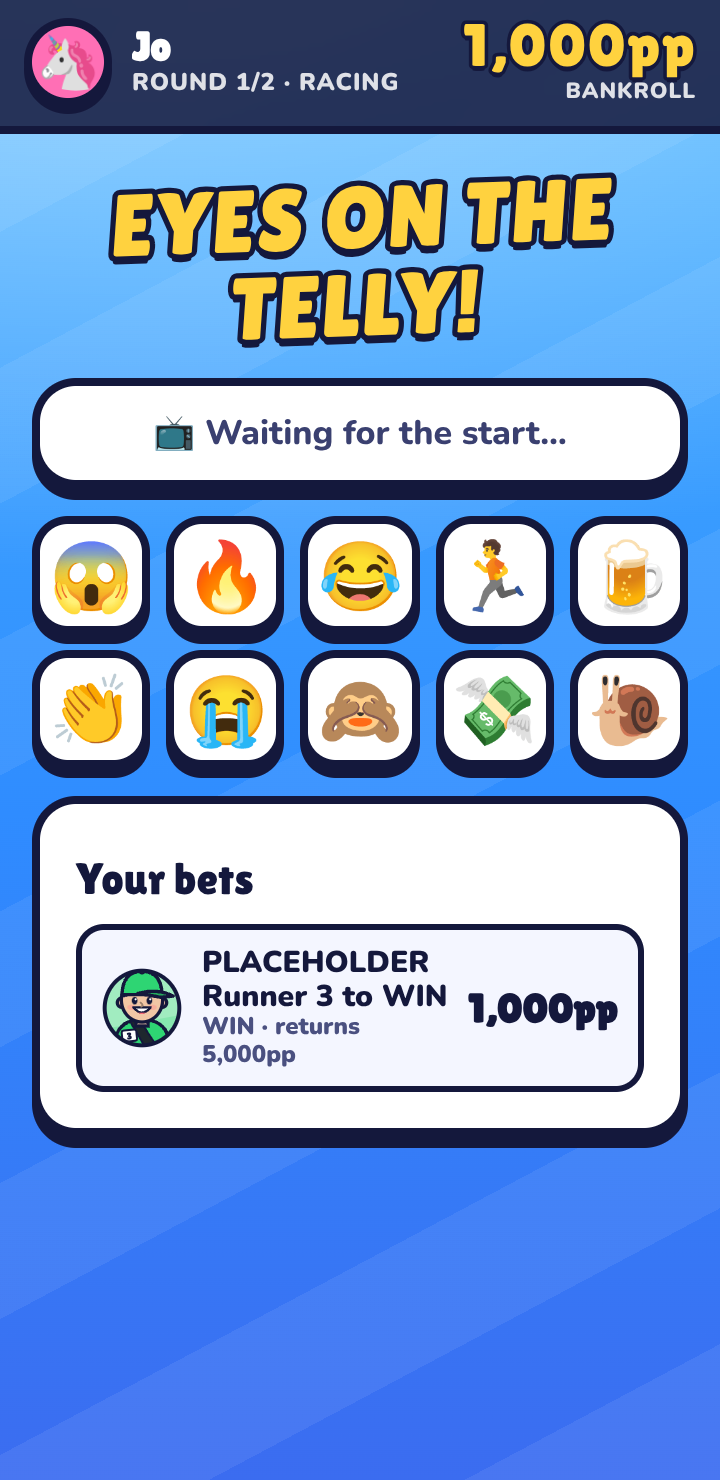 Jo
ROUND 1/2 · RACING
1,000pp
BANKROLL
EYES ON THE
TELLY!
📺 Waiting for the start...
Your bets
PLACEHOLDER
Runner 3 to WIN
WIN · returns
5,000pp
1,000pp
3